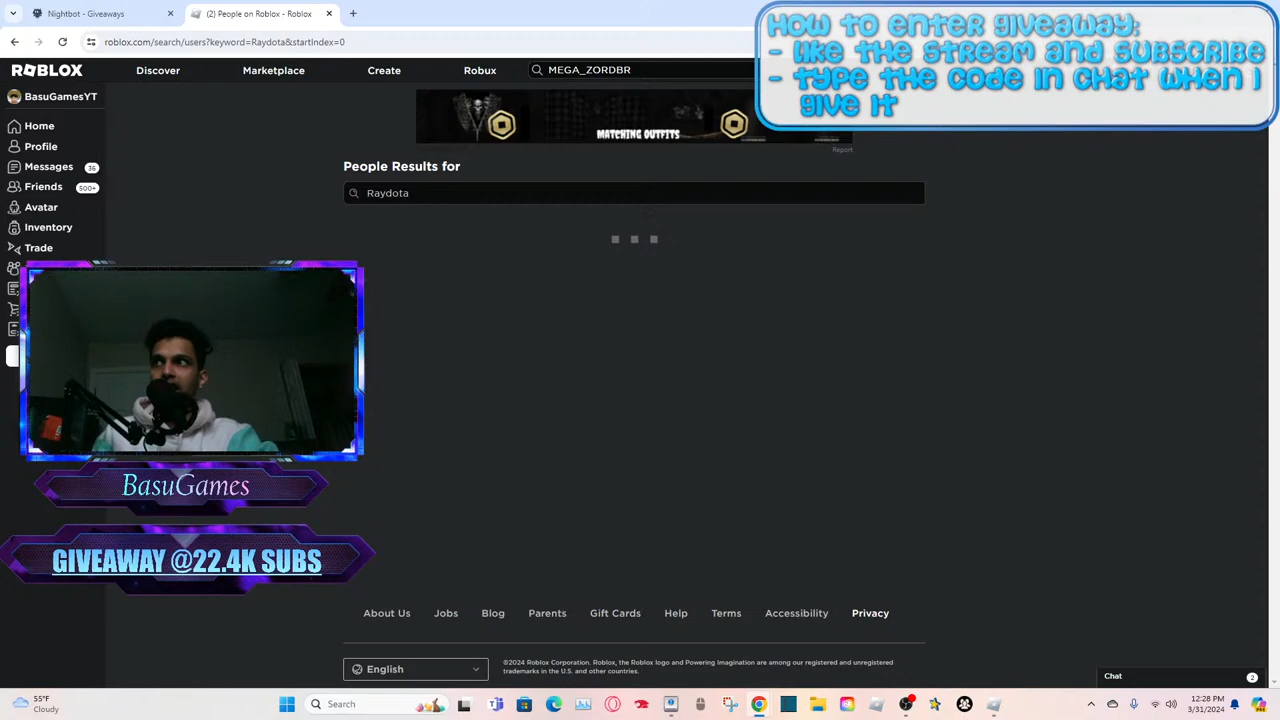 Nightbot - Giveaways
(2) People on Roblox
roblox.com/search/users?keyword=Raydota&startIndex=0
HOW TO ENTER GIVEAWAY:
- LIKE THE STREAM AND SUBSCRIBE
- TYPE THE CODE IN CHAT WHEN I
GIVE IT
ROBLOX
Discover
Marketplace
Create
Robux
MEGA_ZORDBR
BasuGamesYT
Home
Profile
Messages
36
Friends
500+
Avatar
Inventory
Trade
MATCHING OUTFITS
Report
People Results for
Raydota
BasuGames
GIVEAWAY @22.4K SUBS
About Us
Jobs
Blog
Parents
Gift Cards
Help
Terms
Accessibility
Privacy
English
©2024 Roblox Corporation. Roblox, the Roblox logo and Powering Imagination are among our registered and unregistered
trademarks in the U.S. and other countries.
Chat
2
55°F
Cloudy
Search
12:28 PM
3/31/2024